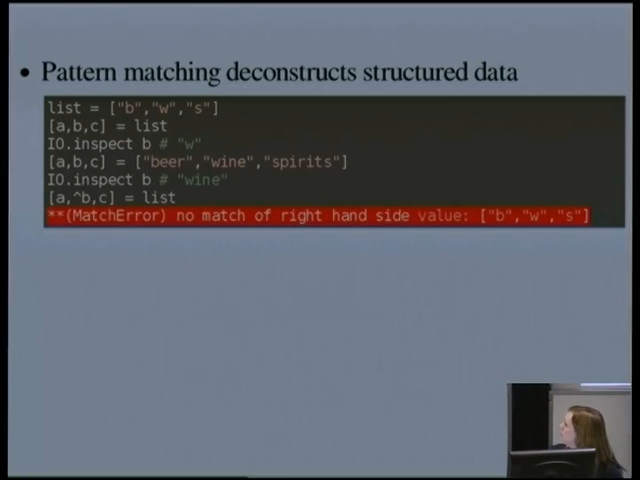 • Pattern matching deconstructs structured data
list = ["b","w","s"]
[a,b,c] = list
IO.inspect b # "w"
[a,b,c] = ["beer","wine","spirits"]
IO.inspect b # "wine"
[a,^b,c] = list
**(MatchError) no match of right hand side value: ["b","w","s"]